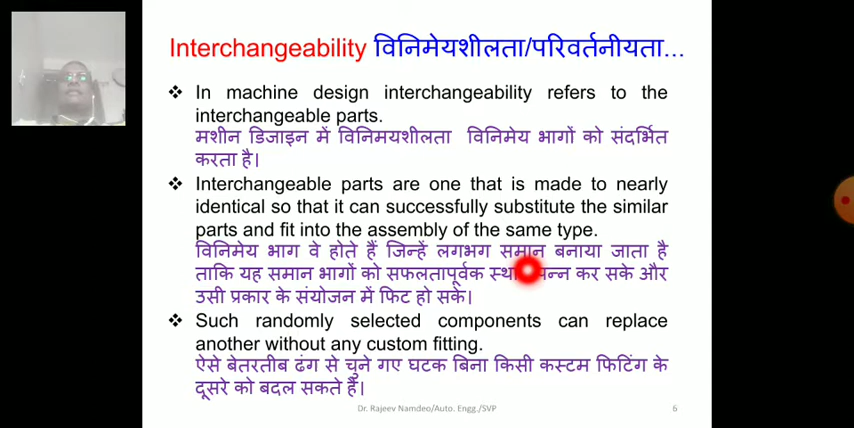 Interchangeability विनिमेयशीलता/परिवर्तनीयता...
❖ In machine design interchangeability refers to the
interchangeable parts.
मशीन डिजाइन में विनिमयशीलता विनिमेय भागों को संदर्भित
करता है।
❖ Interchangeable parts are one that is made to nearly
identical so that it can successfully substitute the similar
parts and fit into the assembly of the same type.
विनिमेय भाग वे होते हैं जिन्हें लगभग समान बनाया जाता है
ताकि यह समान भागों को सफलतापूर्वक कर सके और
उसी प्रकार के संयोजन में फिट हो सके।
❖ Such randomly selected components can replace
another without any custom fitting.
ऐसे बेतरतीब ढंग से चुने गए घटक बिना किसी कस्टम फिटिंग के
दूसरे को बदल सकते हैं।
Dr. Rajeev Namdeo/Auto. Engg./SVP
6